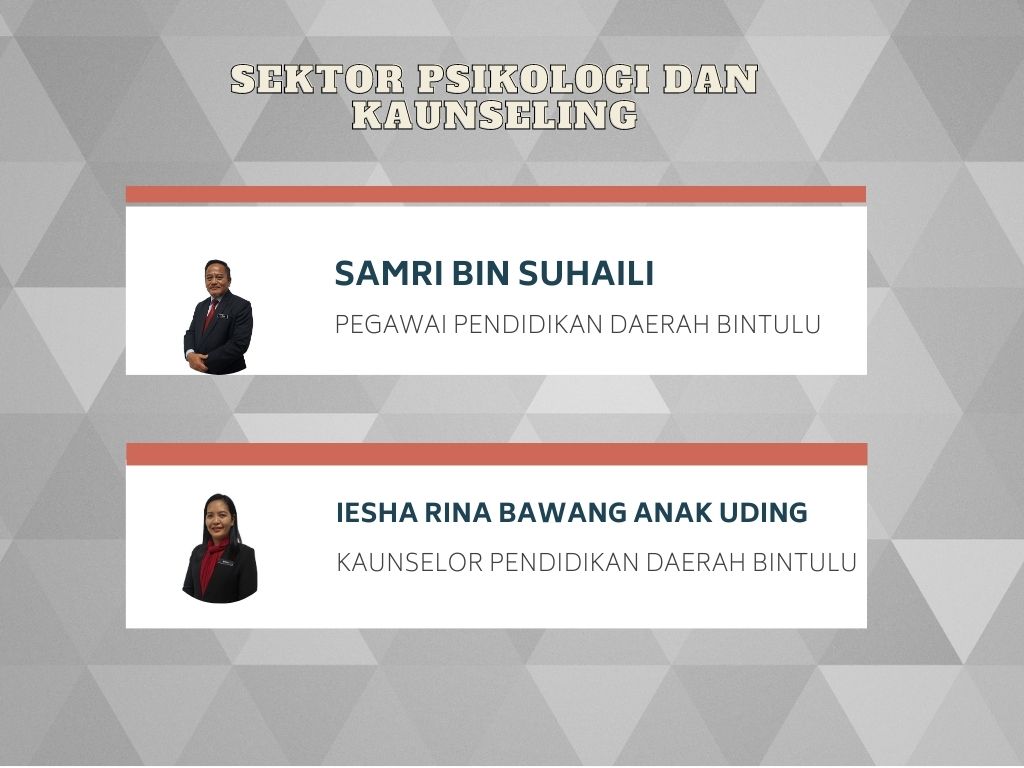 SEKTOR PSIKOLOGI DAN
KAUNSELING
SAMRI BIN SUHAILI
PEGAWAI PENDIDIKAN DAERAH BINTULU
IESHA RINA BAWANG ANAK UDING
KAUNSELOR PENDIDIKAN DAERAH BINTULU